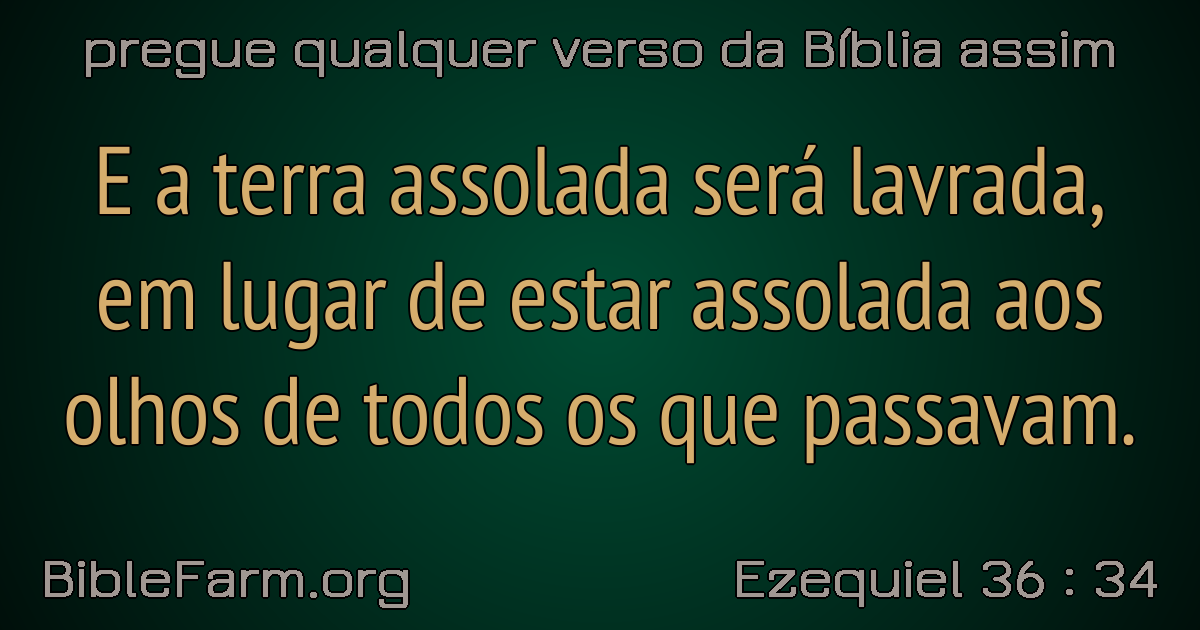 pregue qualquer verso da Bíblia assim
E a terra assolada será lavrada,
em lugar de estar assolada aos
olhos de todos os que passavam.
BibleFarm.org
Ezequiel 36 : 34